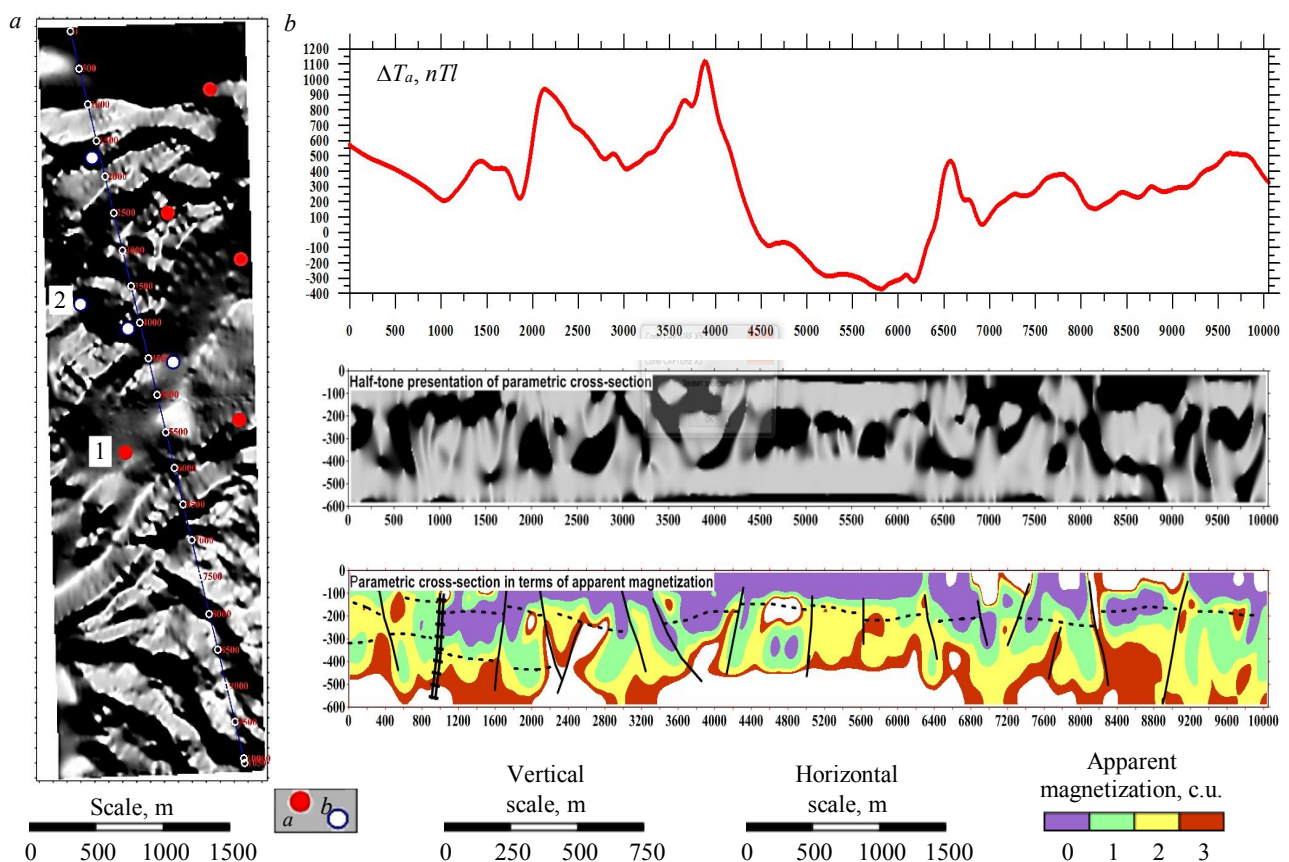 a
b
ΔTa, nTl
1200
1100
1000
900
800
700
600
500
400
300
200
100
0
-100
-200
-300
-400
0 500 1000 1500 2000 2500 3000 3500 4000 4500 5000 5500 6000 6500 7000 7500 8000 8500 9000 9500 10000
2
1
7500
5500
Half-tone presentation of parametric cross-section
0
-100
-200
-300
-400
-500
-600
0 500 1000 1500 2000 2500 3000 3500 4000 4500 5000 5500 6000 6500 7000 7500 8000 8500 9000 9500 10000
Parametric cross-section in terms of apparent magnetization
0
-100
-200
-300
-400
-500
-600
0 400 800 1200 1600 2000 2400 2800 3200 3600 4000 4400 4800 5200 5600 6000 6400 6800 7200 7600 8000 8400 8800 9200 9600 10000
Scale, m
0 500 1000 1500
a
b
Vertical
scale, m
0 250 500 750
Horizontal
scale, m
0 500 1000 1500
Apparent
magnetization, c.u.
0 1 2 3